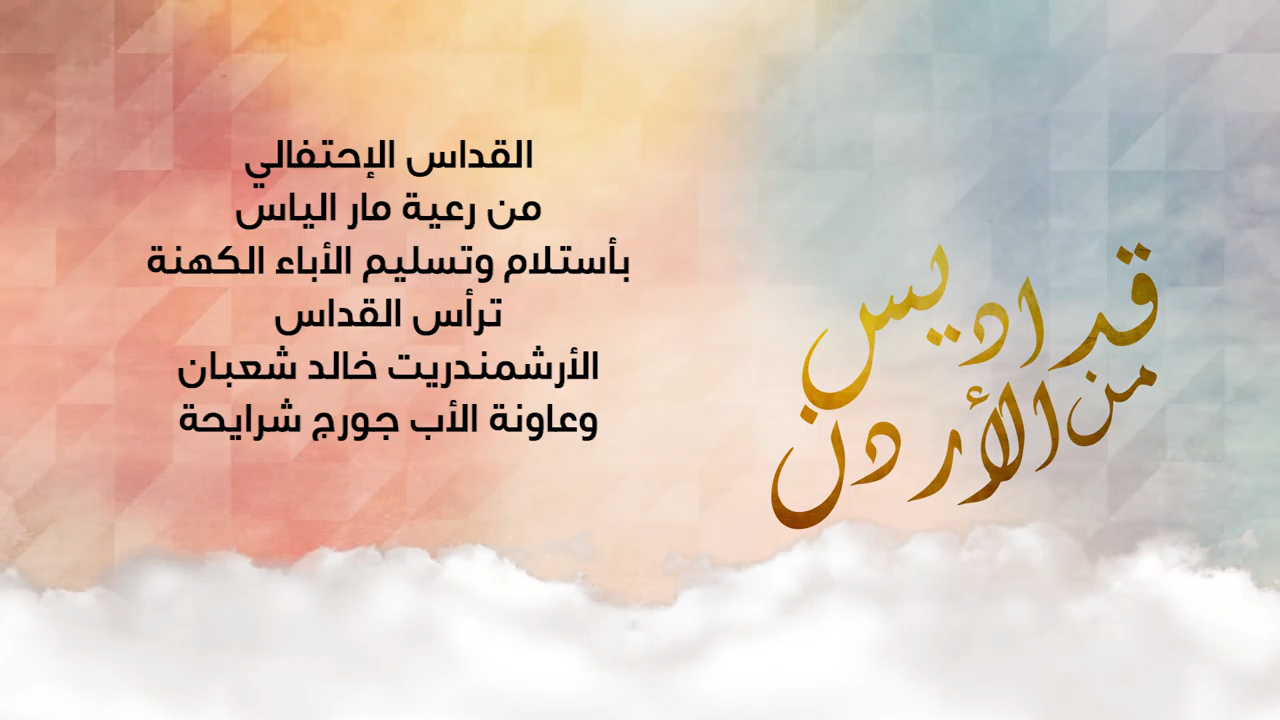 القداس الإحتفالي
من رعية مار الياس
بأستلام وتسليم الأباء الكهنة
ترأس القداس
الأرشمندريت خالد شعبان
وعاونة الأب جورج شرايحة
قداديس
من الأردن